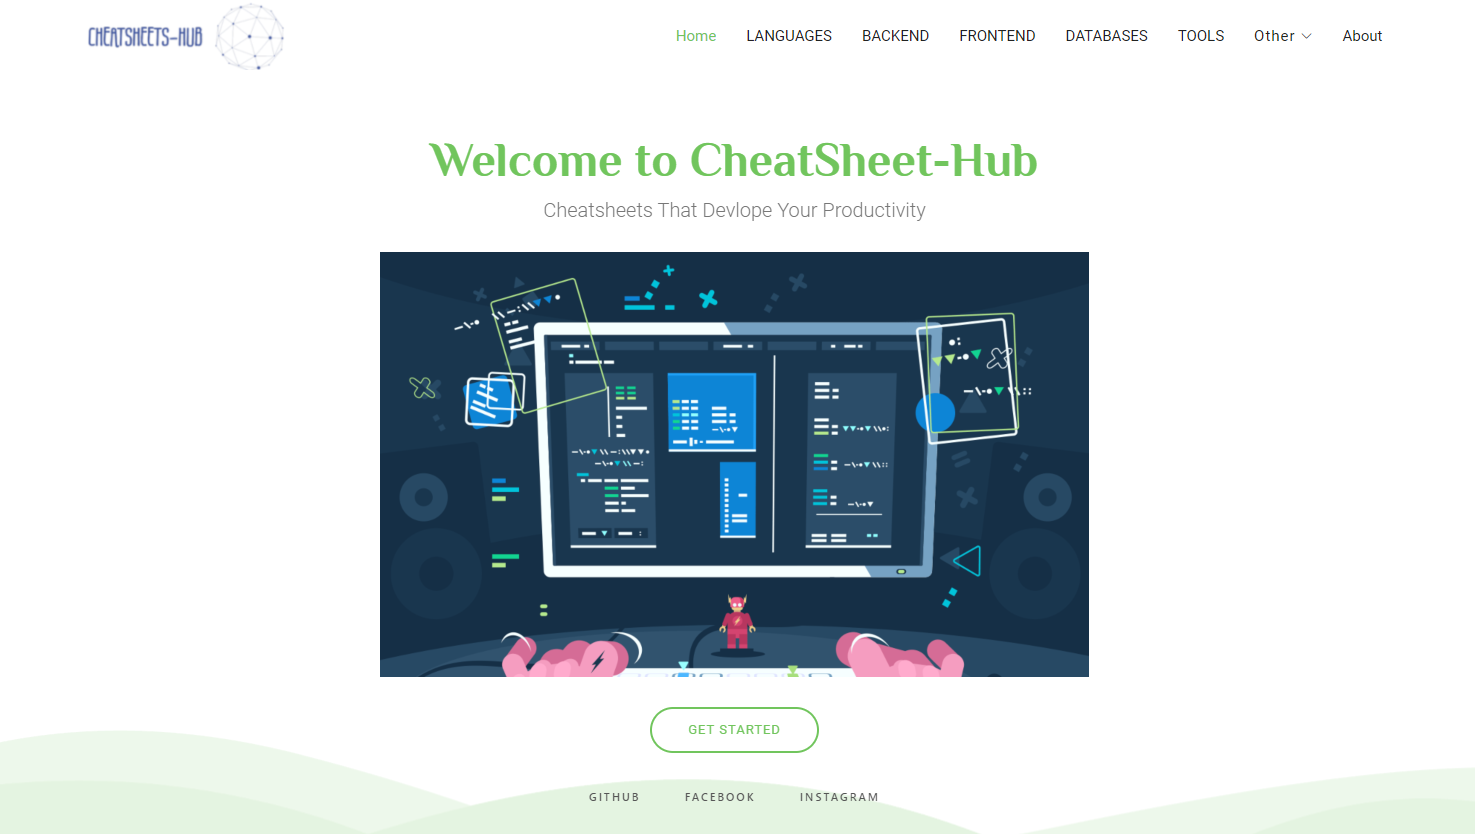 CHEATSHEETS-HUB
Home LANGUAGES BACKEND FRONTEND DATABASES TOOLS Other About
Welcome to CheatSheet-Hub
Cheatsheets That Devlope Your Productivity
GET STARTED
GITHUB FACEBOOK INSTAGRAM